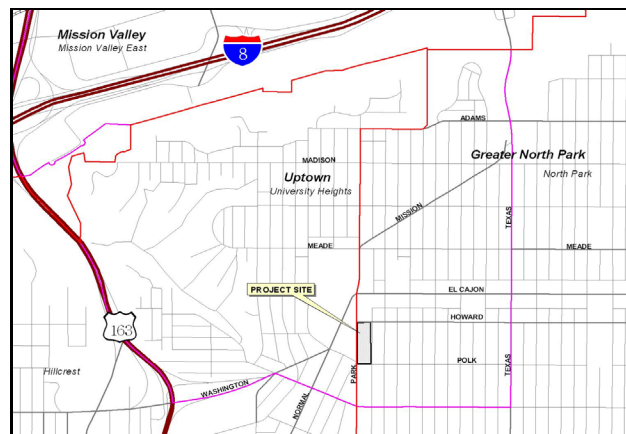 Mission Valley
Mission Valley East
8
ADAMS
MADISON
Greater North Park
Uptown
North Park
University Heights
MISSION
TEXAS
MEADE
MEADE
PROJECT SITE
EL CAJON
HOWARD
163
POLK
PARK
TEXAS
Hillcrest
WASHINGTON
NORMAL